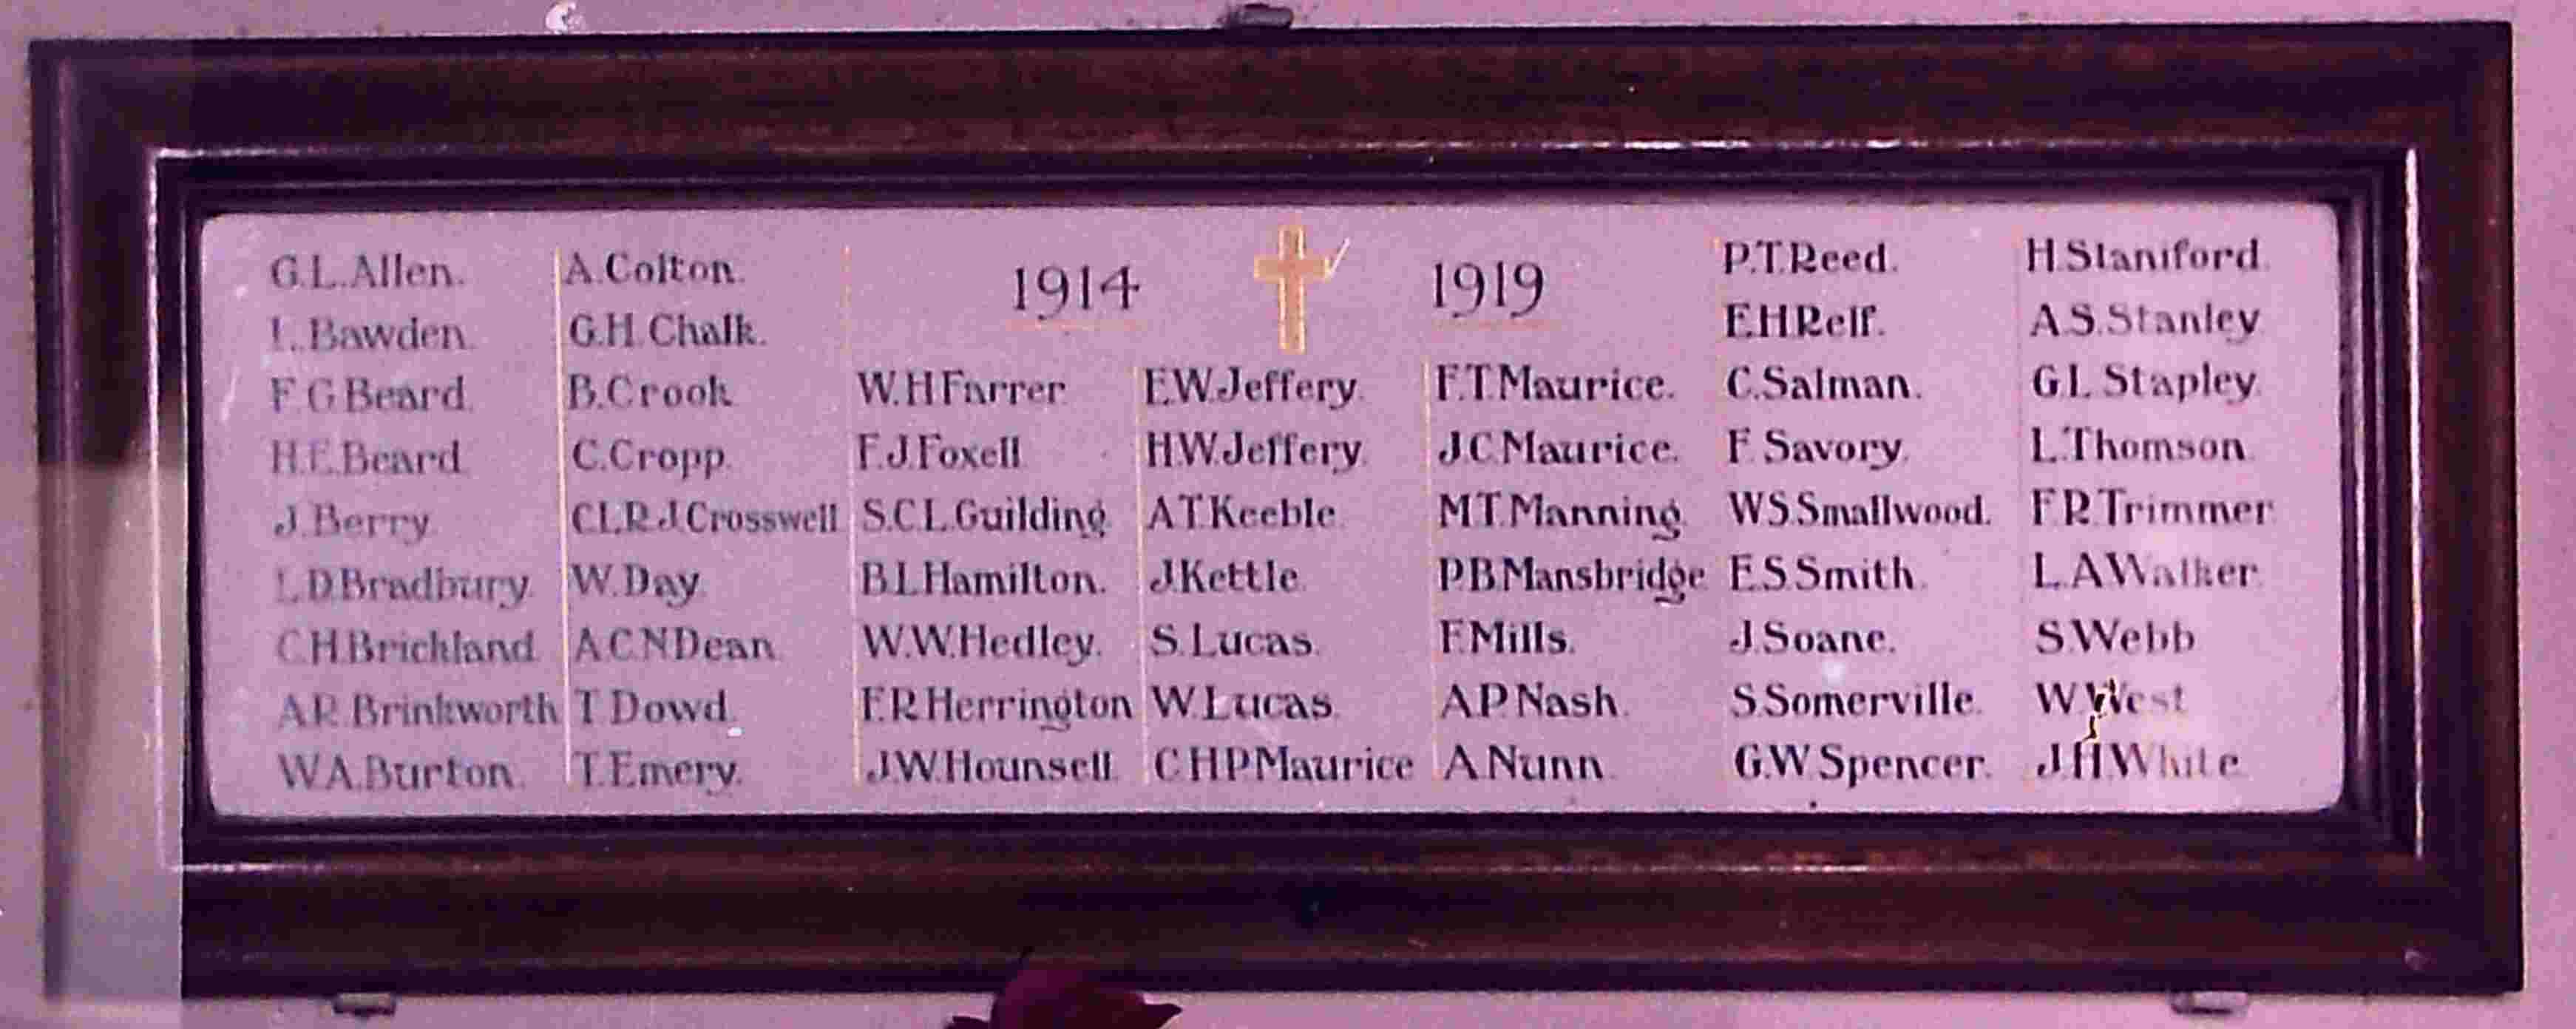 1914 1919
G.L.Allen.
L.Bawden.
F.G.Beard.
H.E.Beard.
J.Berry.
L.D.Bradbury.
C.H.Brickland.
A.R.Brinkworth
W.A.Burton.
A.Colton.
G.H.Chalk.
B.Crook.
C.Cropp.
CL.R.J.Crosswell
W.Day.
A.C.N.Dean.
T.Dowd.
T.Emery.
W.H.Farrer
F.J.Foxell
S.C.L.Guilding.
B.L.Hamilton.
W.W.Hedley.
F.R.Herrington
J.W.Hounsell.
E.W.Jeffery.
H.W.Jeffery.
A.T.Keeble.
J.Kettle.
S.Lucas.
W.Lucas.
C.H.P.Maurice
F.T.Maurice.
J.C.Maurice.
M.T.Manning.
P.B.Mansbridge
F.Mills.
A.P.Nash.
A.Nunn.
P.T.Reed.
E.H.Relf.
C.Salman.
F.Savory.
W.S.Smallwood.
E.S.Smith.
J.Soane.
S.Somerville.
G.W.Spencer.
H.Staniford.
A.S.Stanley
G.L.Stapley.
L.Thomson.
F.R.Trimmer
L.A.Walker.
S.Webb
W.West
J.H.White.